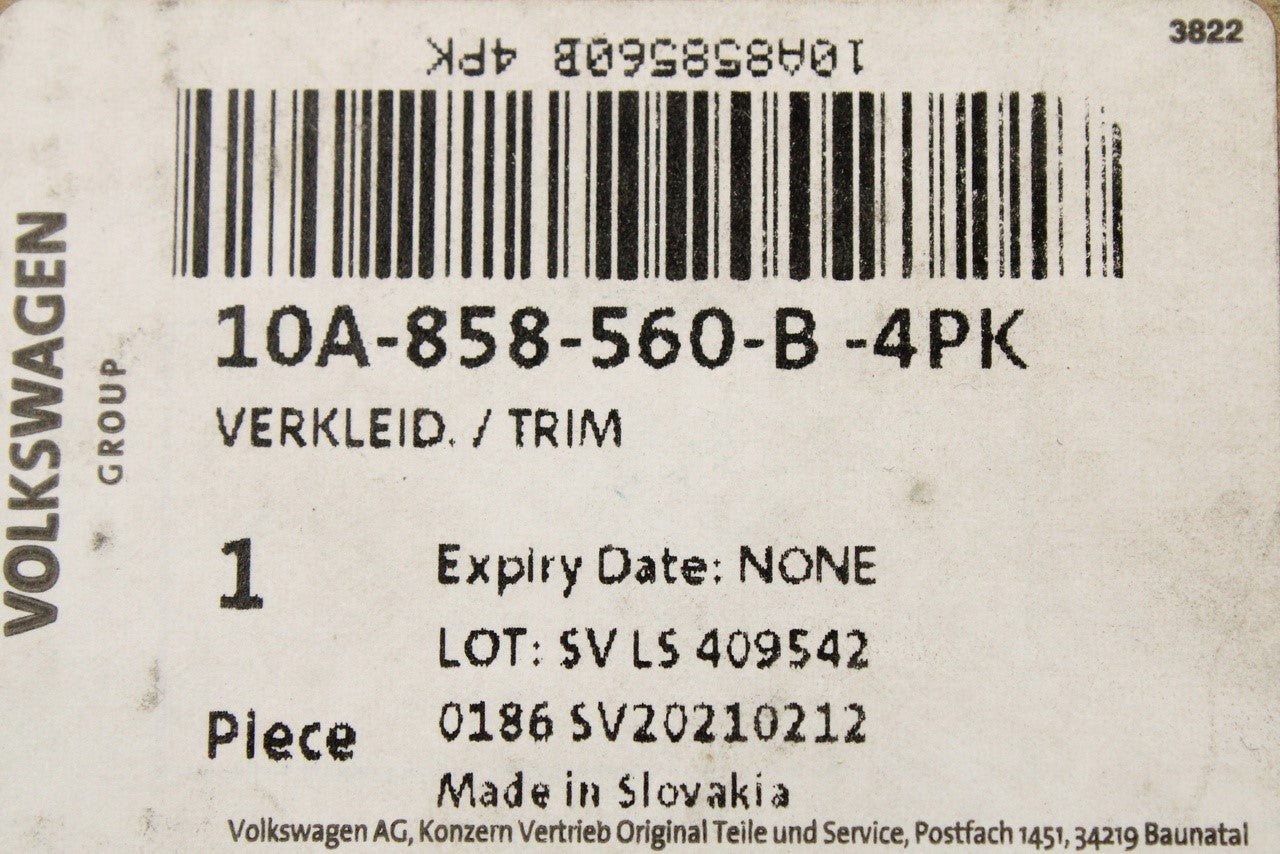 3822
10A858560B 4PK
10A-858-560-B -4PK
VERKLEID. / TRIM
1
Expiry Date: NONE
LOT: SV LS 409542
Piece
0186 SV20210212
Made in Slovakia
Volkswagen AG, Konzern Vertrieb Original Teile und Service, Postfach 1451, 34219 Baunatal
VOLKSWAGEN
GROUP